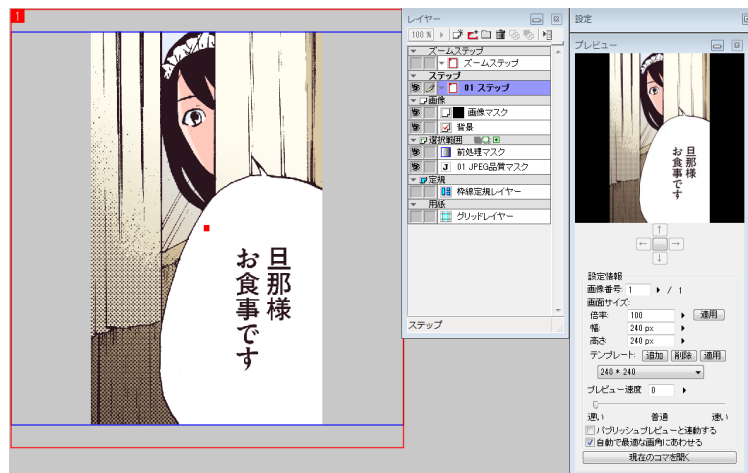 1
旦那様
お食事です
レイヤー
100 %
ズームステップ
ズームステップ
ステップ
01 ステップ
画像
画像マスク
背景
選択範囲
前処理マスク
J 01 JPEG品質マスク
定規
枠線定規レイヤー
用紙
グリッドレイヤー
ステップ
設定
プレビュー
旦那様
お食事です
設定情報
画像番号: 1 / 1
画面サイズ:
倍率: 100 適用
幅: 240 px
高さ 240 px
テンプレート: 追加 削除 適用
240 * 240
プレビュー速度 0
遅い 普通 速い
パブリッシュプレビューと連動する
自動で最適な画角にあわせる
現在のコマを開く